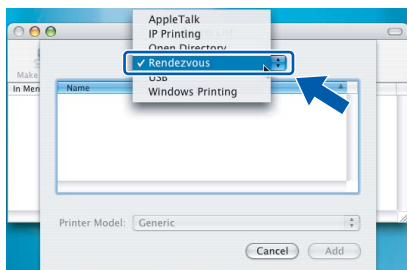 AppleTalk
IP Printing
Open Directory
✓ Rendezvous
USB
Windows Printing
Make
In Men
Name
Printer Model: Generic
Cancel Add